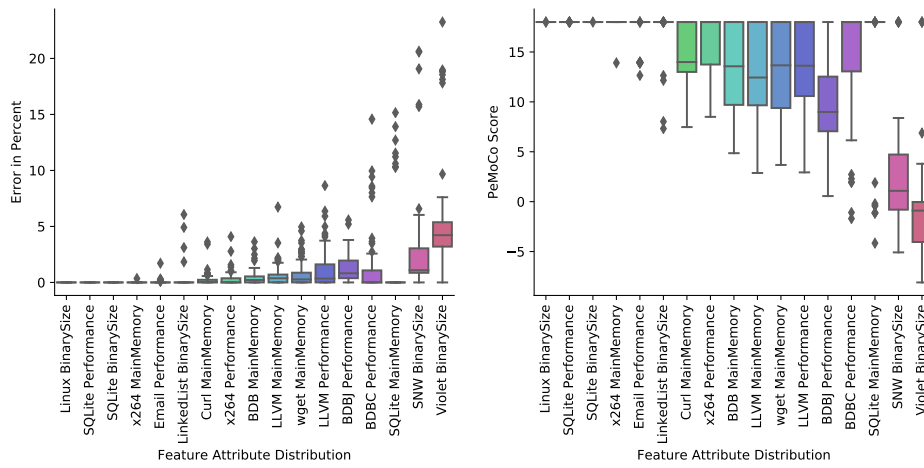 Error in Percent
20
15
10
5
0
Linux BinarySize
SQLite Performance
SQLite BinarySize
x264 MainMemory
Email Performance
LinkedList BinarySize
Curl MainMemory
x264 Performance
BDB MainMemory
LLVM MainMemory
wget MainMemory
LLVM Performance
BDBJ Performance
BDBC Performance
SQLite MainMemory
SNW BinarySize
Violet BinarySize
Feature Attribute Distribution
PeMoCo Score
15
10
5
0
−5
Linux BinarySize
SQLite Performance
SQLite BinarySize
x264 MainMemory
Email Performance
LinkedList BinarySize
Curl MainMemory
x264 Performance
BDB MainMemory
LLVM MainMemory
wget MainMemory
LLVM Performance
BDBJ Performance
BDBC Performance
SQLite MainMemory
SNW BinarySize
Violet BinarySize
Feature Attribute Distribution